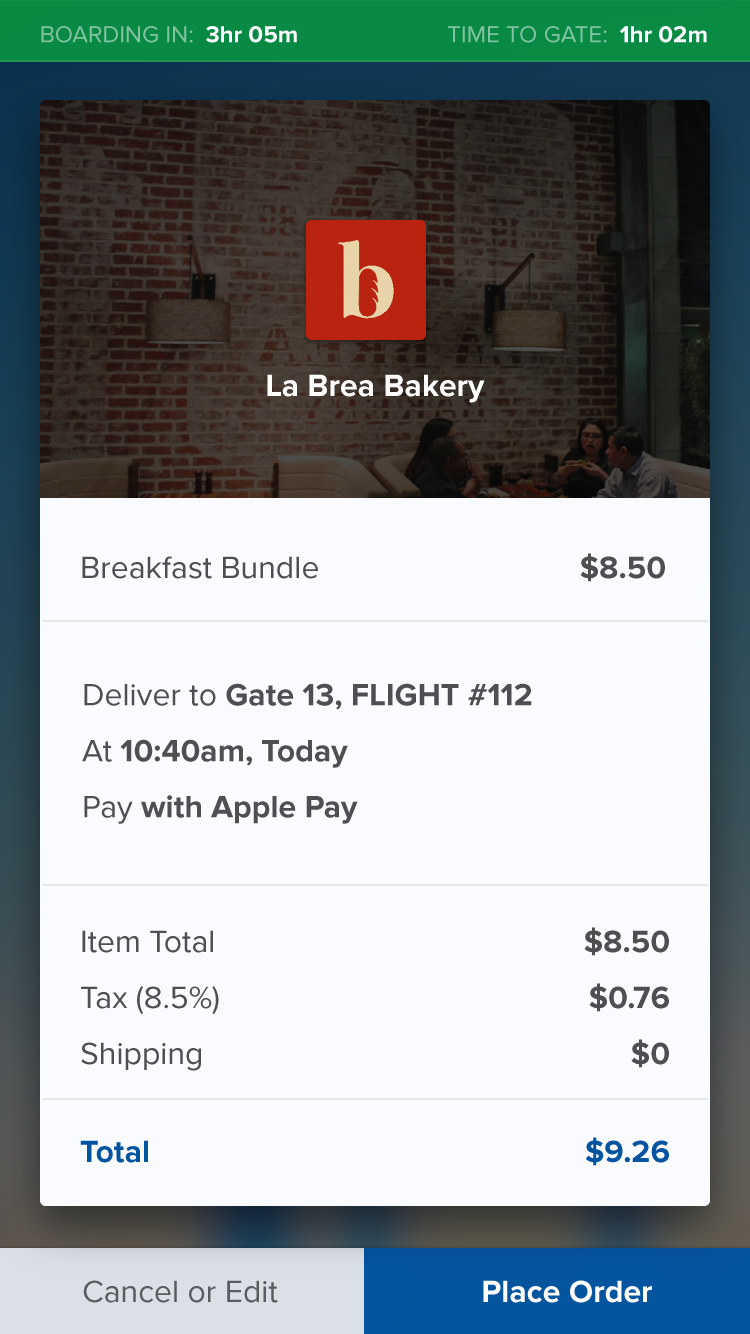 BOARDING IN: 3hr 05m TIME TO GATE: 1hr 02m
b
La Brea Bakery
Breakfast Bundle $8.50
Deliver to Gate 13, FLIGHT #112
At 10:40am, Today
Pay with Apple Pay
Item Total $8.50
Tax (8.5%) $0.76
Shipping $0
Total $9.26
Cancel or Edit Place Order